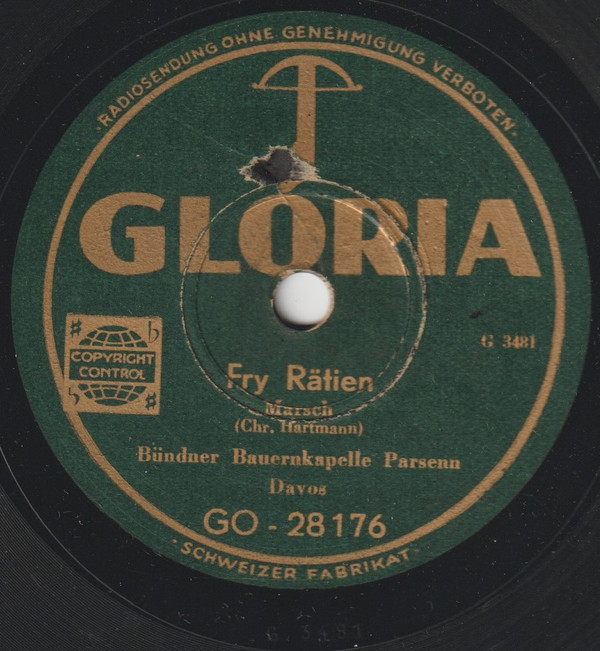 ·RADIOSENDUNG OHNE GENEHMIGUNG VERBOTEN·
GLORIA
G 3481
COPYRIGHT
CONTROL
Fry Rätien
Marsch
(Chr. Hartmann)
Bündner Bauernkapelle Parsenn
Davos
GO - 28176
·SCHWEIZER FABRIKAT·
G. 3481.